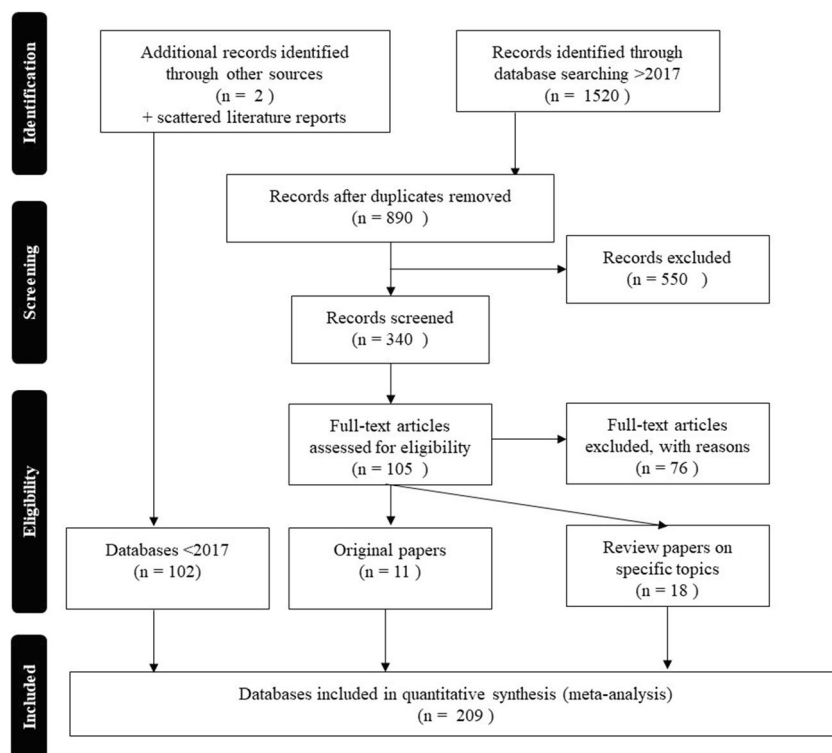 Identification
Additional records identified
through other sources
(n = 2 )
+ scattered literature reports
Records identified through
database searching >2017
(n = 1520)
Records after duplicates removed
(n = 890 )
Screening
Records excluded
(n = 550 )
Records screened
(n = 340 )
Eligibility
Full-text articles
assessed for eligibility
(n = 105 )
Full-text articles
excluded, with reasons
(n = 76 )
Databases <2017
(n = 102)
Original papers
(n = 11 )
Review papers on
specific topics
(n = 18 )
Included
Databases included in quantitative synthesis (meta-analysis)
(n = 209 )